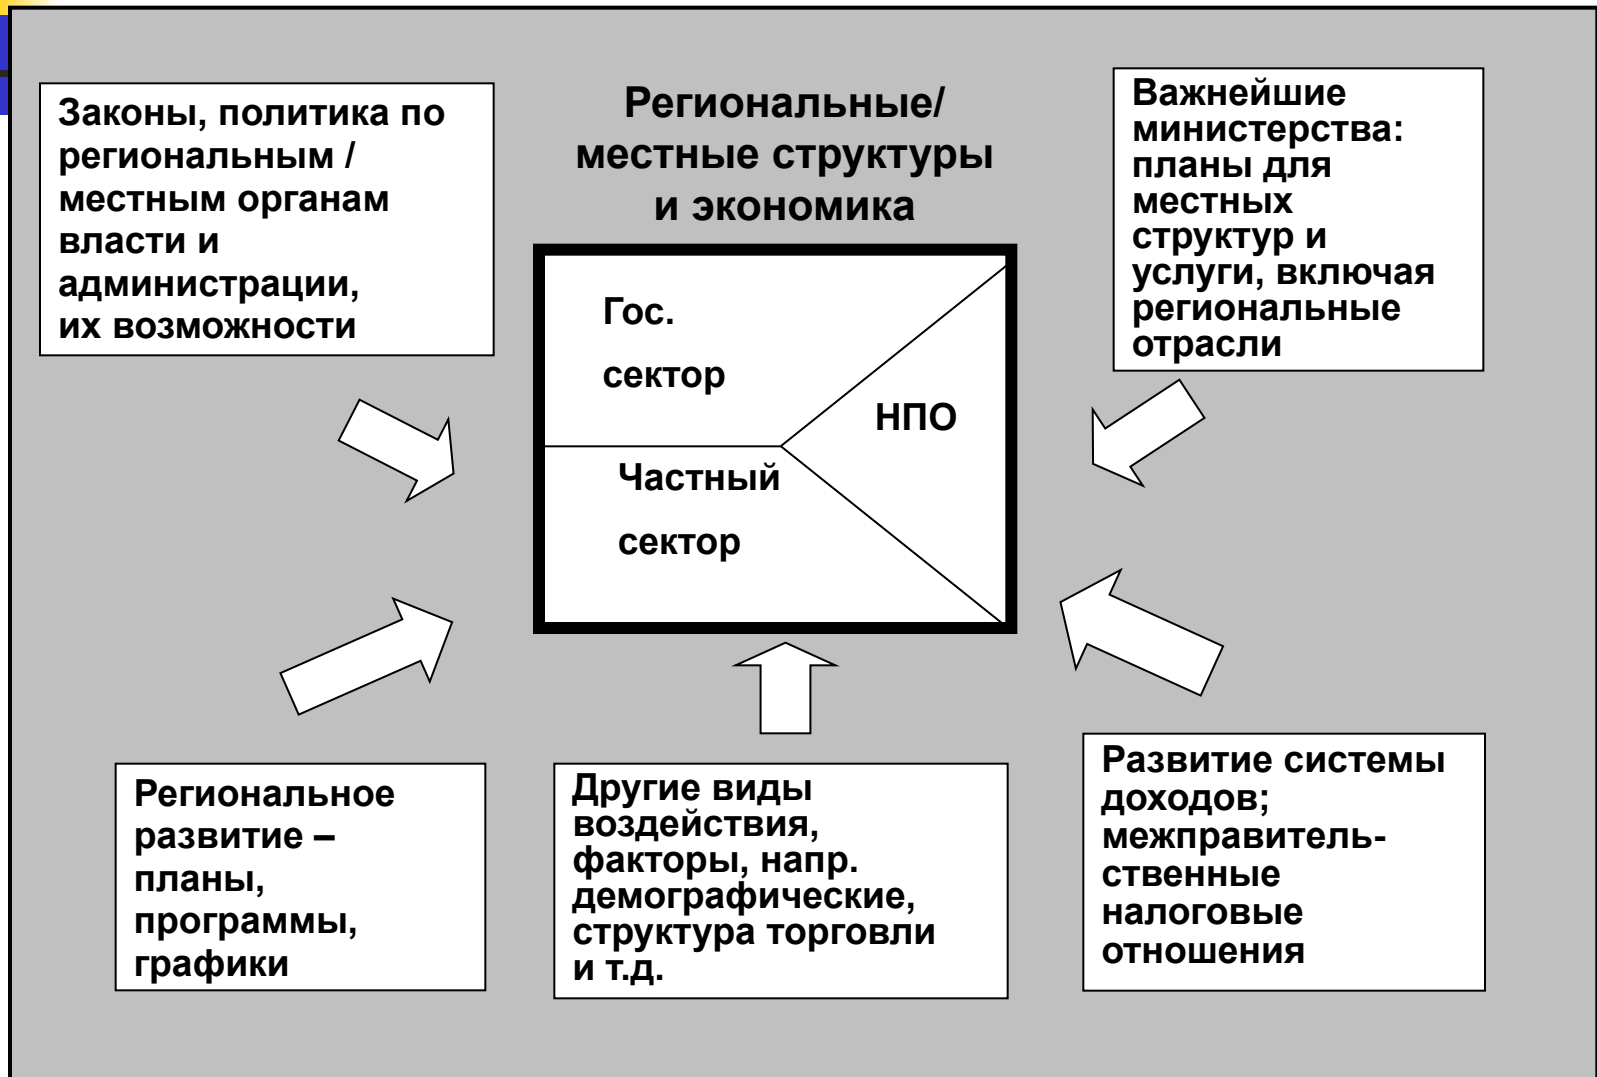 Законы, политика по
региональным /
местным органам
власти и
администрации,
их возможности
Региональные/
местные структуры
и экономика
Важнейшие
министерства:
планы для
местных
структур и
услуги, включая
региональные
отрасли
Гос.
сектор
НПО
Частный
сектор
Региональное
развитие –
планы,
программы,
графики
Другие виды
воздействия,
факторы, напр.
демографические,
структура торговли
и т.д.
Развитие системы
доходов;
межправитель-
ственные
налоговые
отношения